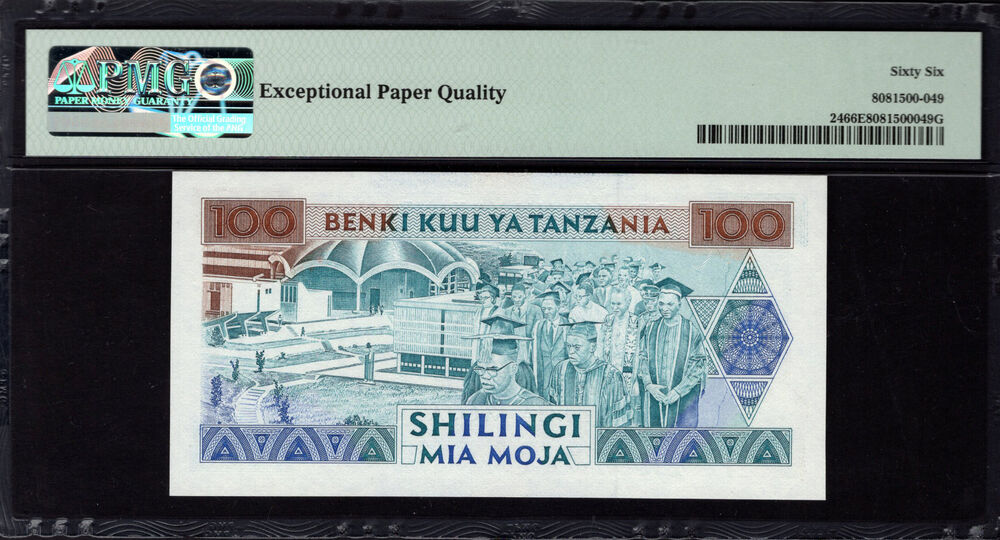 PMG
PAPER MONEY GUARANTY
The Official Grading
Service of the PNG
Exceptional Paper Quality
Sixty Six
8081500-049
2466E8081500049G
100 BENKI KUU YA TANZANIA 100
SHILINGI
MIA MOJA